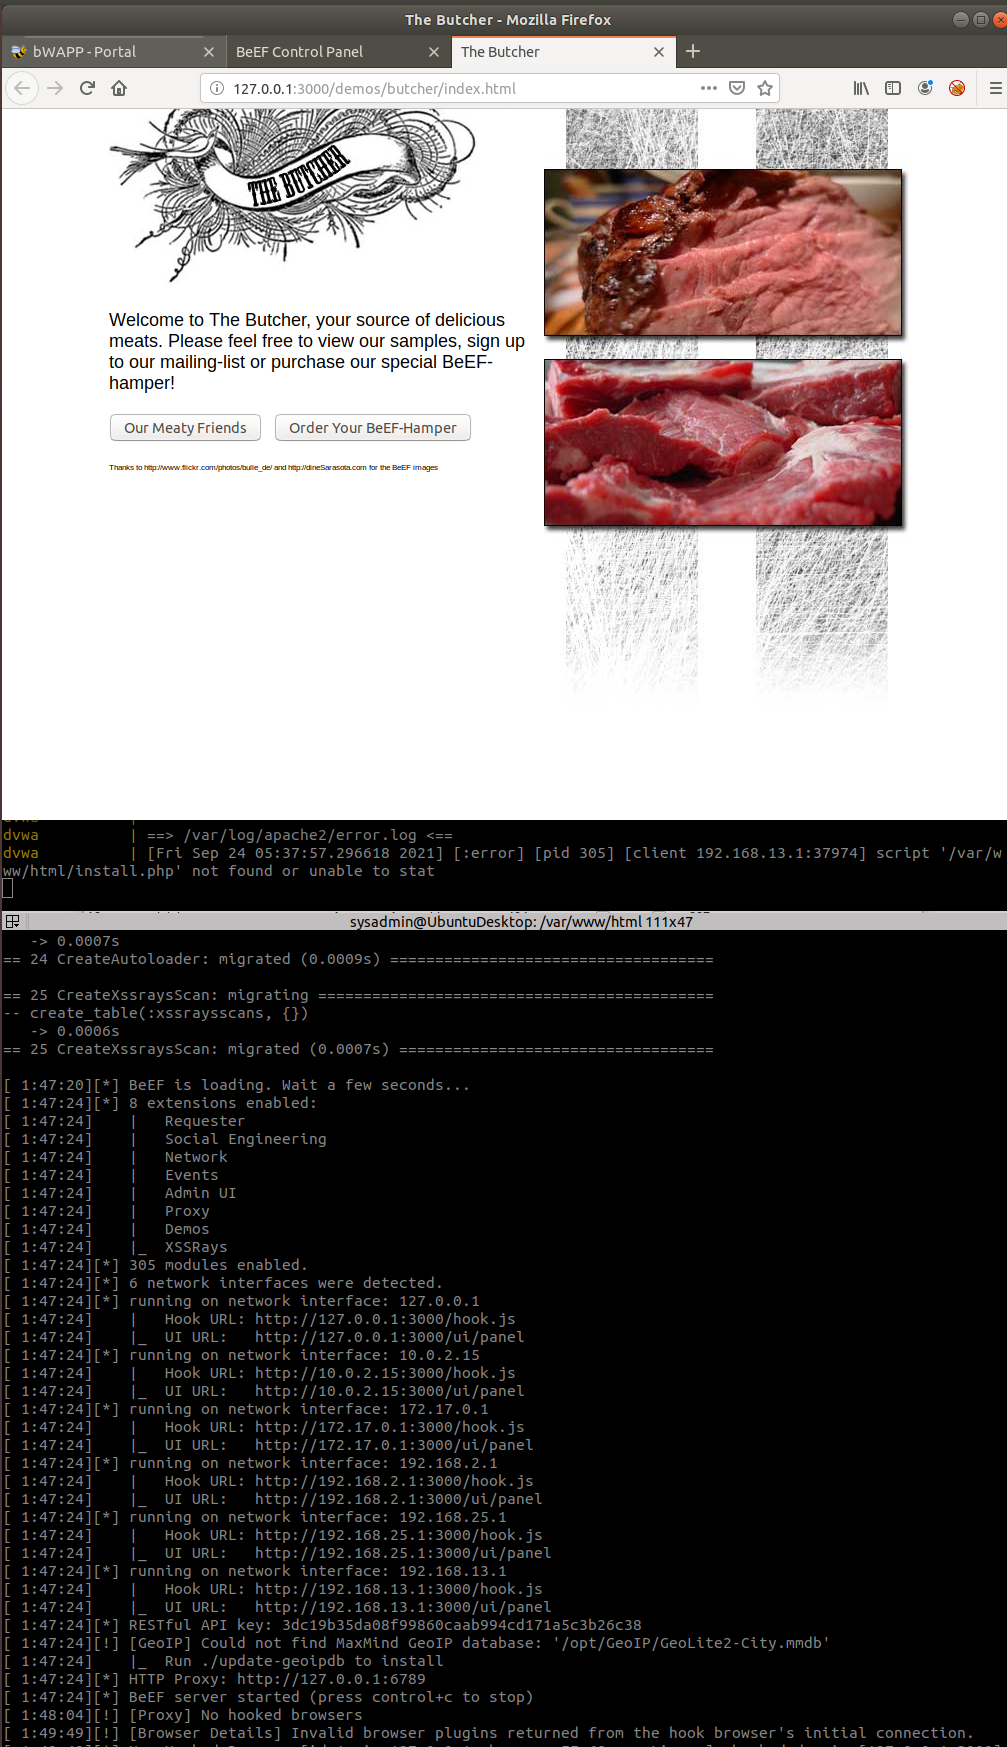 The Butcher - Mozilla Firefox
bWAPP - Portal
BeEF Control Panel
The Butcher
127.0.0.1:3000/demos/butcher/index.html
THE BUTCHER
Welcome to The Butcher, your source of delicious
meats. Please feel free to view our samples, sign up
to our mailing-list or purchase our special BeEF-
hamper!
Our Meaty Friends
Order Your BeEF-Hamper
Thanks to http://www.flickr.com/photos/bulle_de/ and http://dineSarasota.com for the BeEF images
dvwa | ==> /var/log/apache2/error.log <==
dvwa | [Fri Sep 24 05:37:57.296618 2021] [:error] [pid 305] [client 192.168.13.1:37974] script '/var/w
ww/html/install.php' not found or unable to stat
sysadmin@UbuntuDesktop: /var/www/html 111x47
-> 0.0007s
== 24 CreateAutoloader: migrated (0.0009s) ====================================
== 25 CreateXssraysScan: migrating ============================================
-- create_table(:xssraysscans, {})
-> 0.0006s
== 25 CreateXssraysScan: migrated (0.0007s) ===================================
[ 1:47:20][*] BeEF is loading. Wait a few seconds...
[ 1:47:24][*] 8 extensions enabled:
[ 1:47:24]    |   Requester
[ 1:47:24]    |   Social Engineering
[ 1:47:24]    |   Network
[ 1:47:24]    |   Events
[ 1:47:24]    |   Admin UI
[ 1:47:24]    |   Proxy
[ 1:47:24]    |   Demos
[ 1:47:24]    |_  XSSRays
[ 1:47:24][*] 305 modules enabled.
[ 1:47:24][*] 6 network interfaces were detected.
[ 1:47:24][*] running on network interface: 127.0.0.1
[ 1:47:24]    |   Hook URL: http://127.0.0.1:3000/hook.js
[ 1:47:24]    |_  UI URL:   http://127.0.0.1:3000/ui/panel
[ 1:47:24][*] running on network interface: 10.0.2.15
[ 1:47:24]    |   Hook URL: http://10.0.2.15:3000/hook.js
[ 1:47:24]    |_  UI URL:   http://10.0.2.15:3000/ui/panel
[ 1:47:24][*] running on network interface: 172.17.0.1
[ 1:47:24]    |   Hook URL: http://172.17.0.1:3000/hook.js
[ 1:47:24]    |_  UI URL:   http://172.17.0.1:3000/ui/panel
[ 1:47:24][*] running on network interface: 192.168.2.1
[ 1:47:24]    |   Hook URL: http://192.168.2.1:3000/hook.js
[ 1:47:24]    |_  UI URL:   http://192.168.2.1:3000/ui/panel
[ 1:47:24][*] running on network interface: 192.168.25.1
[ 1:47:24]    |   Hook URL: http://192.168.25.1:3000/hook.js
[ 1:47:24]    |_  UI URL:   http://192.168.25.1:3000/ui/panel
[ 1:47:24][*] running on network interface: 192.168.13.1
[ 1:47:24]    |   Hook URL: http://192.168.13.1:3000/hook.js
[ 1:47:24]    |_  UI URL:   http://192.168.13.1:3000/ui/panel
[ 1:47:24][*] RESTful API key: 3dc19b35da08f99860caab994cd171a5c3b26c38
[ 1:47:24][!] [GeoIP] Could not find MaxMind GeoIP database: '/opt/GeoIP/GeoLite2-City.mmdb'
[ 1:47:24]    |_  Run ./update-geoipdb to install
[ 1:47:24][*] HTTP Proxy: http://127.0.0.1:6789
[ 1:47:24][*] BeEF server started (press control+c to stop)
[ 1:48:04][!] [Proxy] No hooked browsers
[ 1:49:49][!] [Browser Details] Invalid browser plugins returned from the hook browser's initial connection.